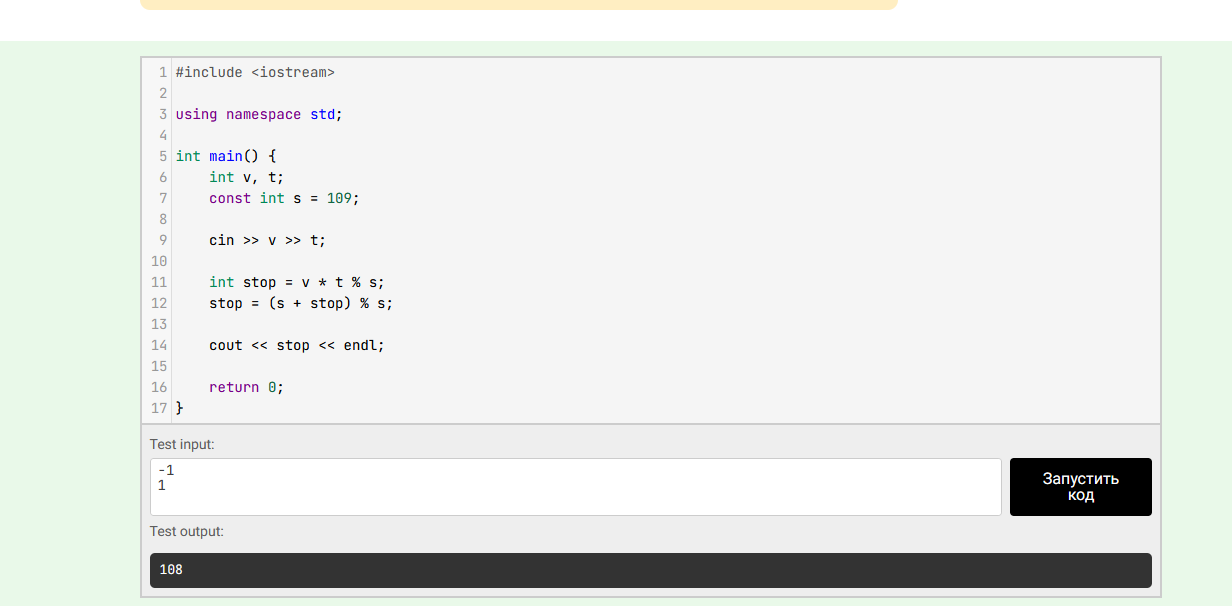 1 #include <iostream>
2
3 using namespace std;
4
5 int main() {
6     int v, t;
7     const int s = 109;
8
9     cin >> v >> t;
10
11     int stop = v * t % s;
12     stop = (s + stop) % s;
13
14     cout << stop << endl;
15
16     return 0;
17 }
Test input:
-1
1
Запустить
код
Test output:
108